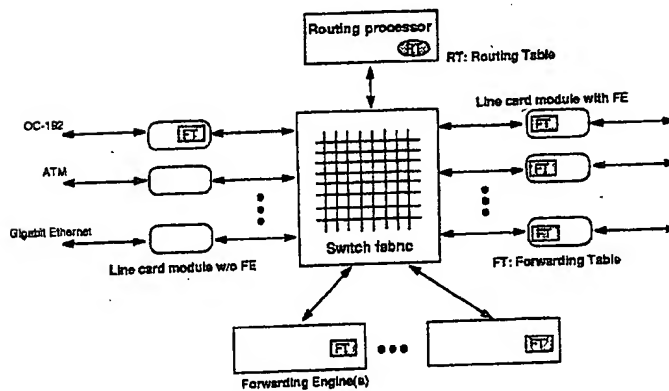 Routing processor
RT
RT: Routing Table
OC-192
FT
Line card module with FE
FT
ATM
FT
Gigabit Ethernet
FT
Switch fabric
Line card module w/o FE
FT: Forwarding Table
FT
FT
Forwarding Engine(s)